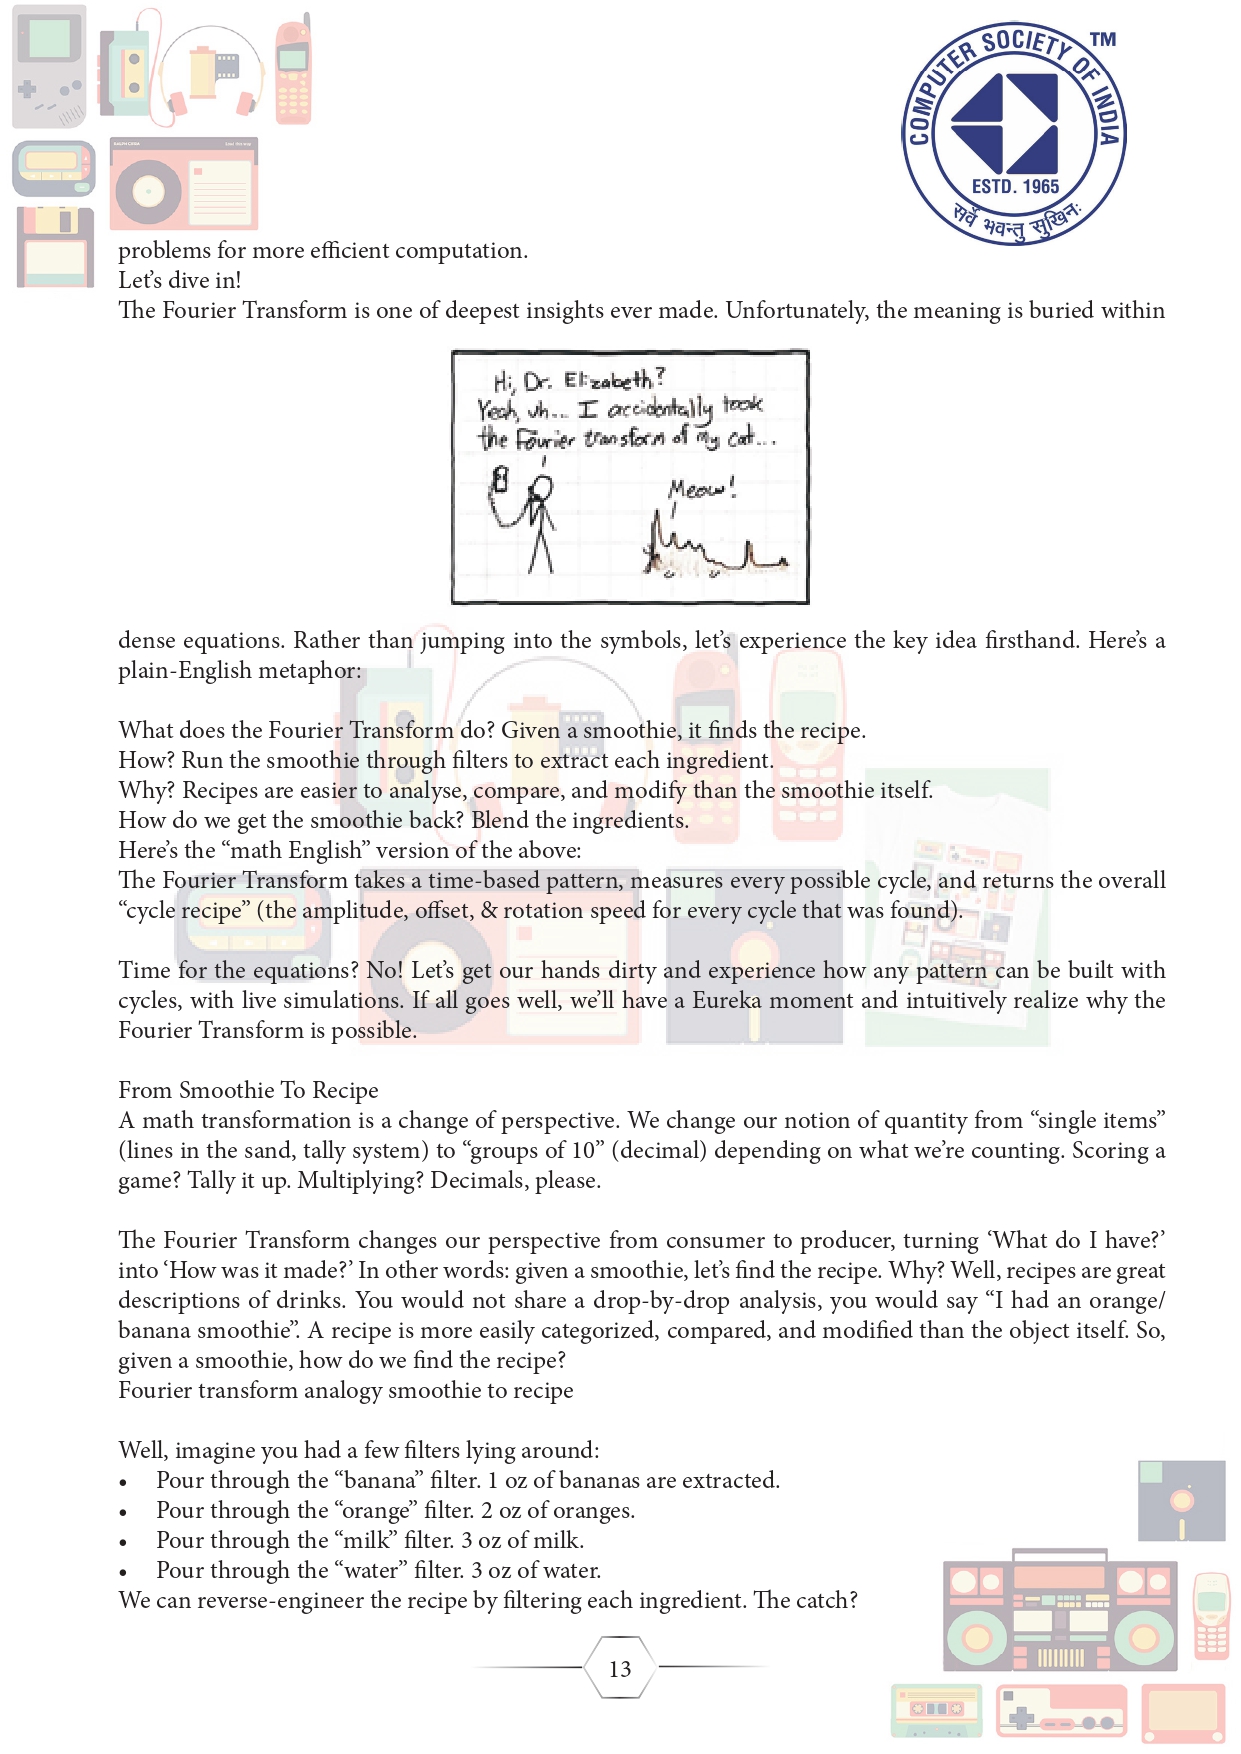 COMPUTER SOCIETY OF INDIA
TM
ESTD. 1965
सर्वे भवन्तु सुखिनः
problems for more efficient computation.
Let’s dive in!
The Fourier Transform is one of deepest insights ever made. Unfortunately, the meaning is buried within
Hi, Dr. Elizabeth?
Yeah, uh... I accidentally took
the Fourier transform of my cat...
Meow!
dense equations. Rather than jumping into the symbols, let’s experience the key idea firsthand. Here’s a
plain-English metaphor:
What does the Fourier Transform do? Given a smoothie, it finds the recipe.
How? Run the smoothie through filters to extract each ingredient.
Why? Recipes are easier to analyse, compare, and modify than the smoothie itself.
How do we get the smoothie back? Blend the ingredients.
Here’s the “math English” version of the above:
The Fourier Transform takes a time-based pattern, measures every possible cycle, and returns the overall
“cycle recipe” (the amplitude, offset, & rotation speed for every cycle that was found).
Time for the equations? No! Let’s get our hands dirty and experience how any pattern can be built with
cycles, with live simulations. If all goes well, we’ll have a Eureka moment and intuitively realize why the
Fourier Transform is possible.
From Smoothie To Recipe
A math transformation is a change of perspective. We change our notion of quantity from “single items”
(lines in the sand, tally system) to “groups of 10” (decimal) depending on what we’re counting. Scoring a
game? Tally it up. Multiplying? Decimals, please.
The Fourier Transform changes our perspective from consumer to producer, turning ‘What do I have?’
into ‘How was it made?’ In other words: given a smoothie, let’s find the recipe. Why? Well, recipes are great
descriptions of drinks. You would not share a drop-by-drop analysis, you would say “I had an orange/
banana smoothie”. A recipe is more easily categorized, compared, and modified than the object itself. So,
given a smoothie, how do we find the recipe?
Fourier transform analogy smoothie to recipe
Well, imagine you had a few filters lying around:
• Pour through the “banana” filter. 1 oz of bananas are extracted.
• Pour through the “orange” filter. 2 oz of oranges.
• Pour through the “milk” filter. 3 oz of milk.
• Pour through the “water” filter. 3 oz of water.
We can reverse-engineer the recipe by filtering each ingredient. The catch?
13